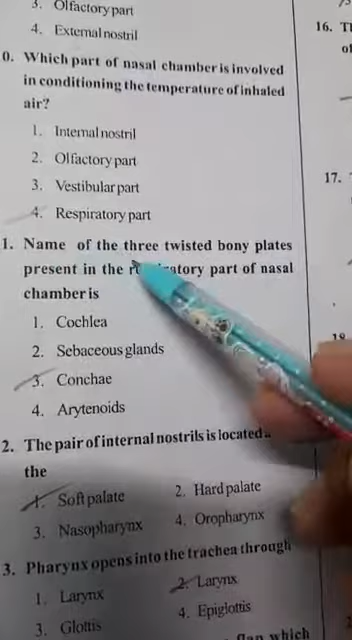 3. Olfactory part
4. External nostril
0. Which part of nasal chamber is involved
in conditioning the temperature of inhaled
air?
1. Internal nostril
2. Olfactory part
3. Vestibular part
4. Respiratory part
1. Name of the three twisted bony plates
present in the part of nasal
chamber is
1. Cochlea
2. Sebaceous glands
3. Conchae
4. Arytenoids
2. The pair of internal nostrils is located
the
1. Soft palate 2. Hard palate
3. Nasopharynx 4. Oropharynx
3. Pharynx opens into the trachea through
1. Larynx 2. Larynx
3. Glottis 4. Epiglottis
which
16.
17.